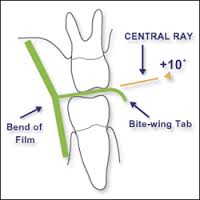 CENTRAL RAY
+10°
Bend of
Film
Bite-wing Tab